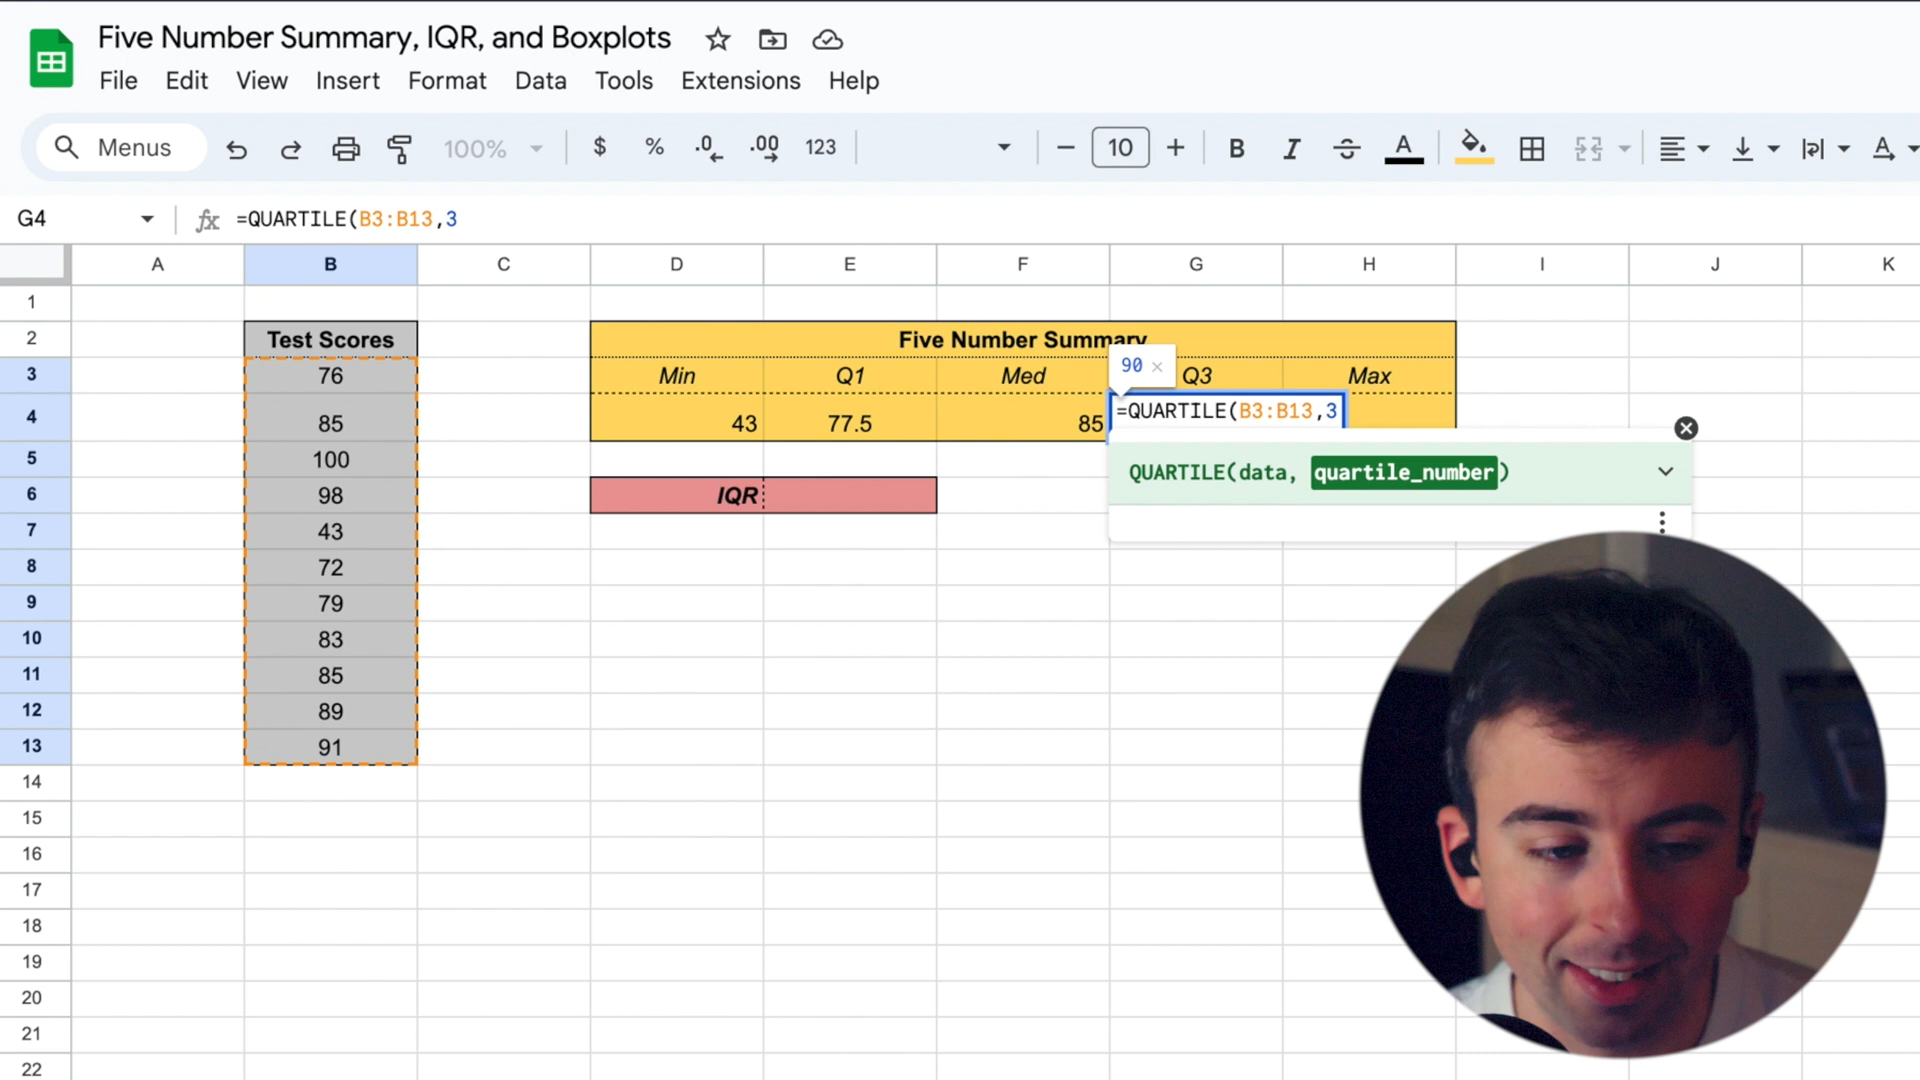 Five Number Summary, IQR, and Boxplots
File Edit View Insert Format Data Tools Extensions Help
Menus 100% $ % .0 .00 123 10 B I A A
G4 fx =QUARTILE(B3:B13,3
A B C D E F G H I J K
1
2 Test Scores Five Number Summary
90 ×
3 76 Min Q1 Med Q3 Max
=QUARTILE(B3:B13,3
4 85 43 77.5 85
5 100
QUARTILE(data, quartile_number)
6 98 IQR
7 43
8 72
9 79
10 83
11 85
12 89
13 91
14
15
16
17
18
19
20
21
22